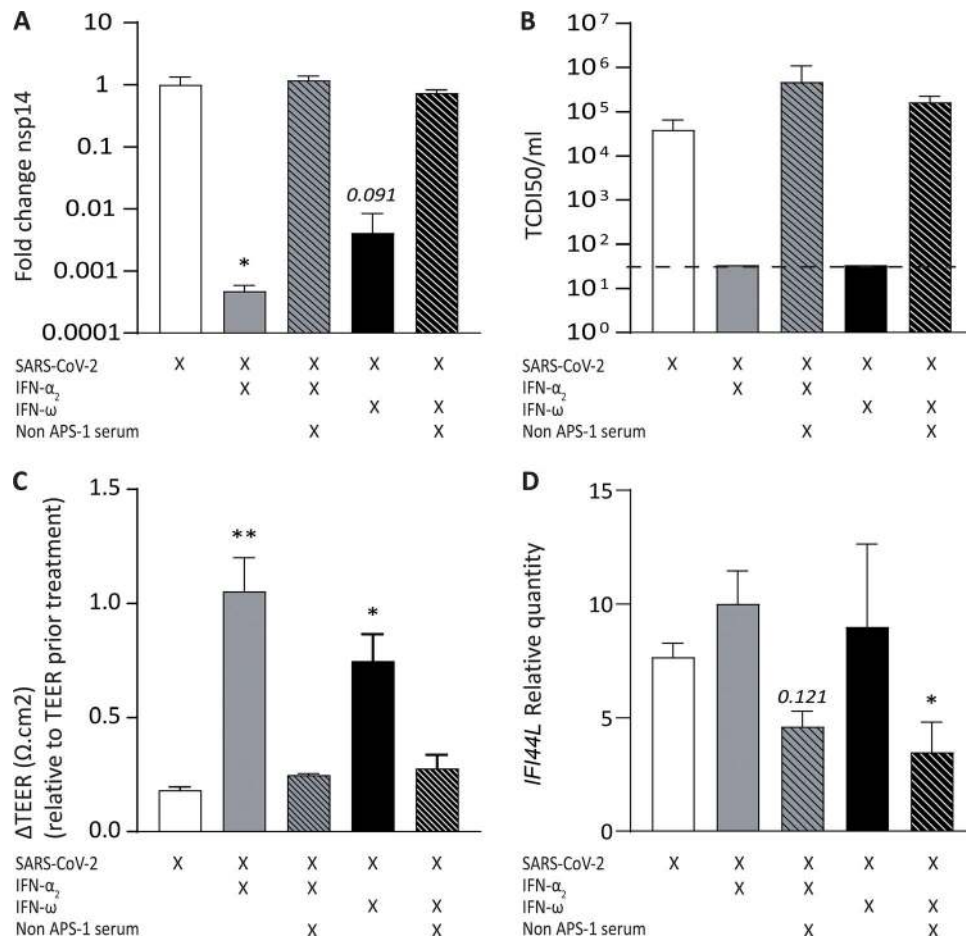 A
Fold change nsp14
10
1
0.1
0.01
0.001
0.0001
*
0.091
SARS-CoV-2 X X X X X
IFN-α₂ X X
IFN-ω X X
Non APS-1 serum X X
B
TCDI50/ml
10⁷
10⁶
10⁵
10⁴
10³
10²
10¹
10⁰
SARS-CoV-2 X X X X X
IFN-α₂ X X
IFN-ω X X
Non APS-1 serum X X
C
ΔTEER (Ω.cm2)
(relative to TEER prior treatment)
1.5
1.0
0.5
0.0
**
*
SARS-CoV-2 X X X X X
IFN-α₂ X X
IFN-ω X X
Non APS-1 serum X X
D
IFI44L Relative quantity
15
10
5
0
0.121
*
SARS-CoV-2 X X X X X
IFN-α₂ X X
IFN-ω X X
Non APS-1 serum X X